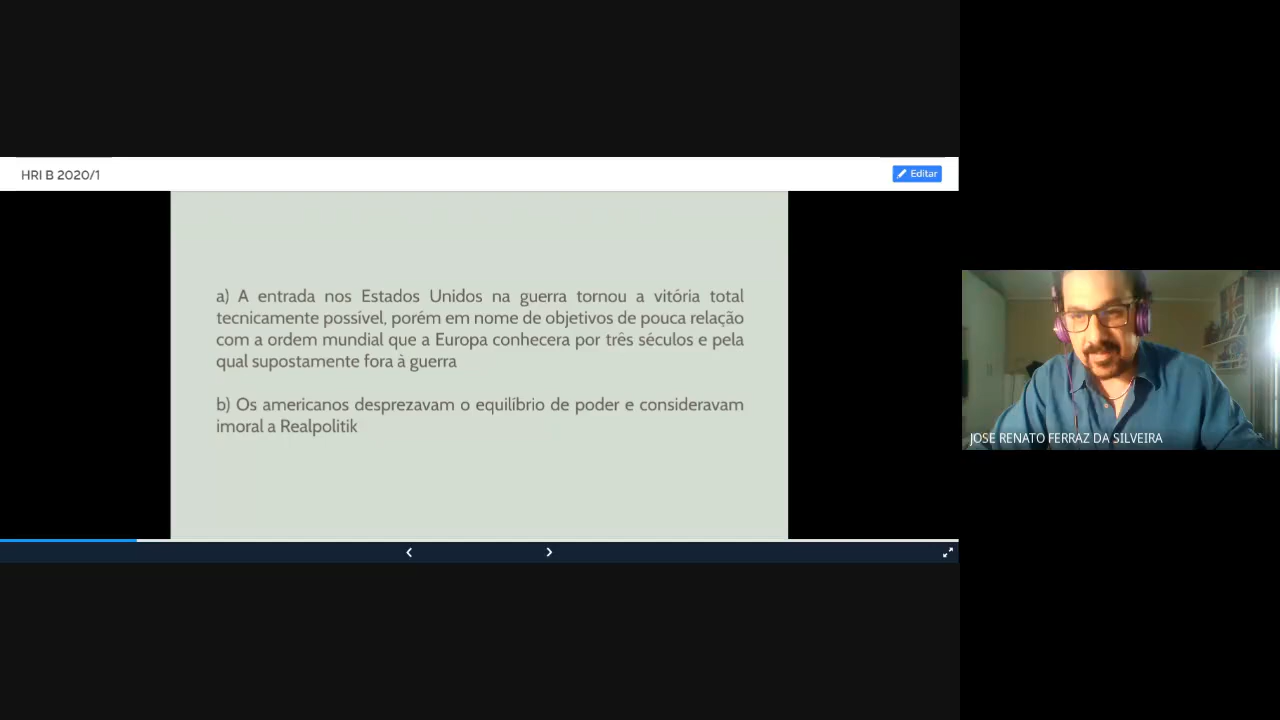 HRI B 2020/1
Editar
a) A entrada nos Estados Unidos na guerra tornou a vitória total
tecnicamente possível, porém em nome de objetivos de pouca relação
com a ordem mundial que a Europa conhecera por três séculos e pela
qual supostamente fora à guerra
b) Os americanos desprezavam o equilíbrio de poder e consideravam
imoral a Realpolitik
JOSE RENATO FERRAZ DA SILVEIRA